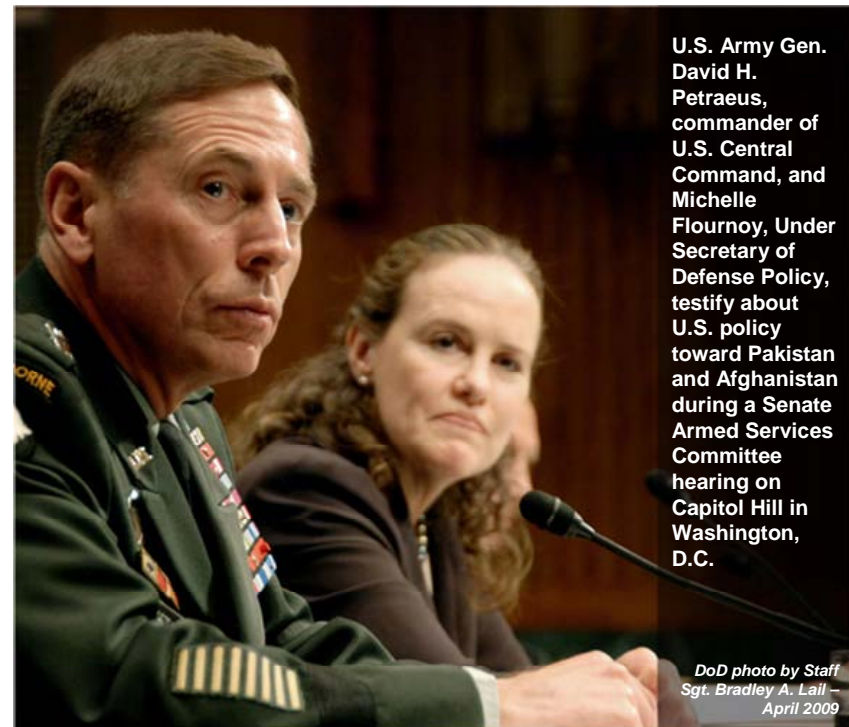 U.S. Army Gen.
David H.
Petraeus,
commander of
U.S. Central
Command, and
Michelle
Flournoy, Under
Secretary of
Defense Policy,
testify about
U.S. policy
toward Pakistan
and Afghanistan
during a Senate
Armed Services
Committee
hearing on
Capitol Hill in
Washington,
D.C.
DoD photo by Staff
Sgt. Bradley A. Lail –
April 2009
ORNE